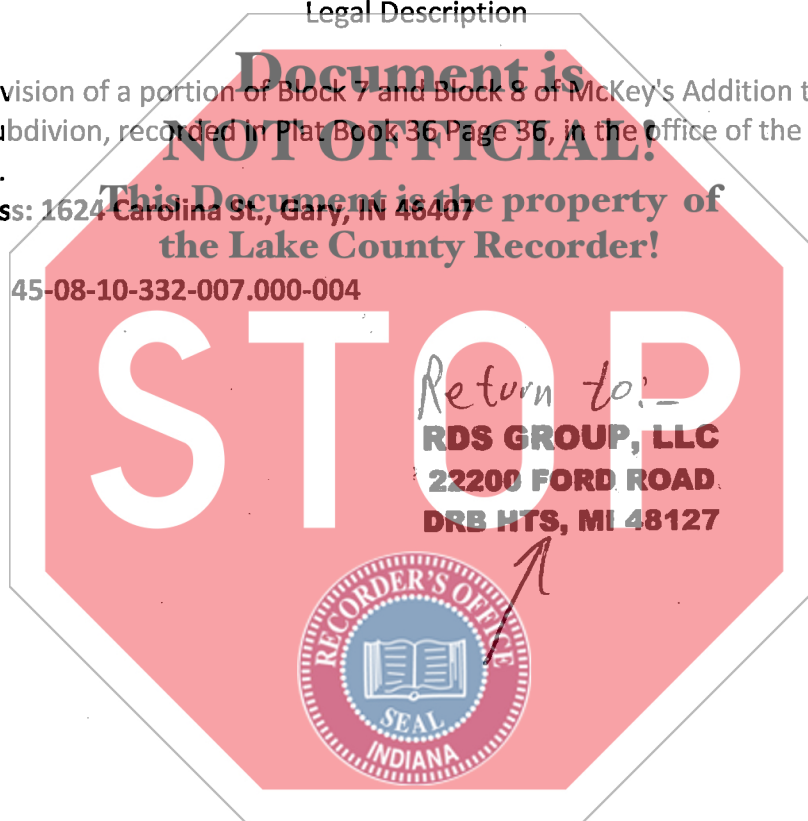 Legal Description
Document is
vision of a portion of Block 7 and Block 8 of McKey's Addition t
NOT OFFICIAL!
ubdivion, recorded in Plat Book 36 Page 36, in the office of the
.
This Document is the property of
ss: 1624 Carolina St., Gary, IN 46407
the Lake County Recorder!
45-08-10-332-007.000-004
STOP
Return to:-
RDS GROUP, LLC
22200 FORD ROAD
DRB HTS, MI 48127
RECORDER'S OFFICE
SEAL
INDIANA